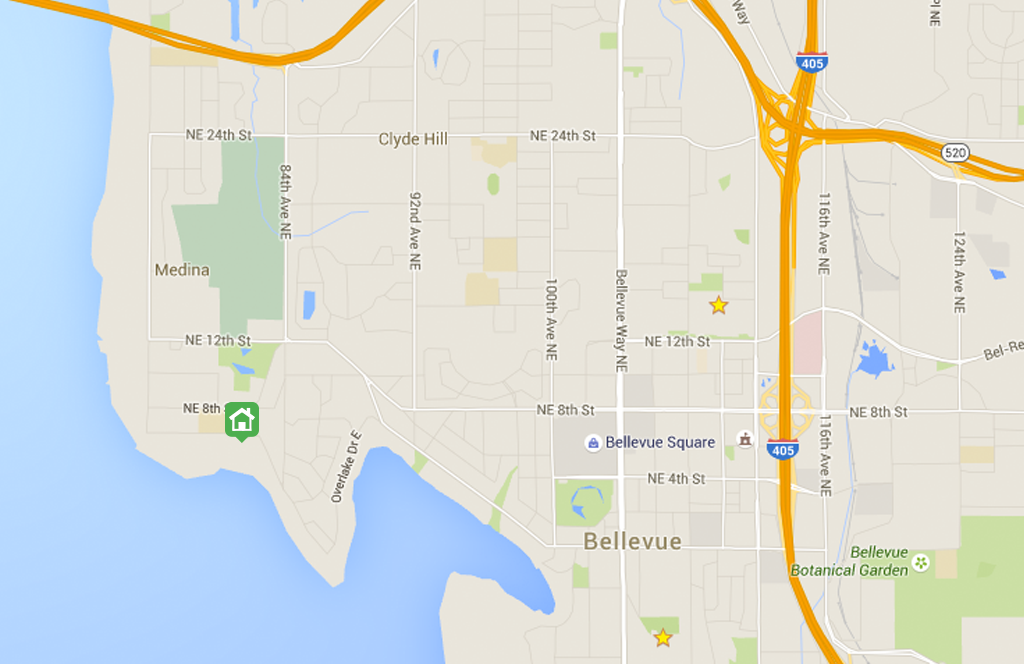 Way
PI NE
405
520
NE 24th St
Clyde Hill
NE 24th St
84th Ave NE
92nd Ave NE
116th Ave NE
124th Ave NE
Medina
Bellevue Way NE
100th Ave NE
NE 12th St
NE 12th St
Bel-Re
NE 8th
NE 8th St
NE 8th St
Bellevue Square
405
116th Ave NE
Overlake Dr E
NE 4th St
Bellevue
Bellevue
Botanical Garden